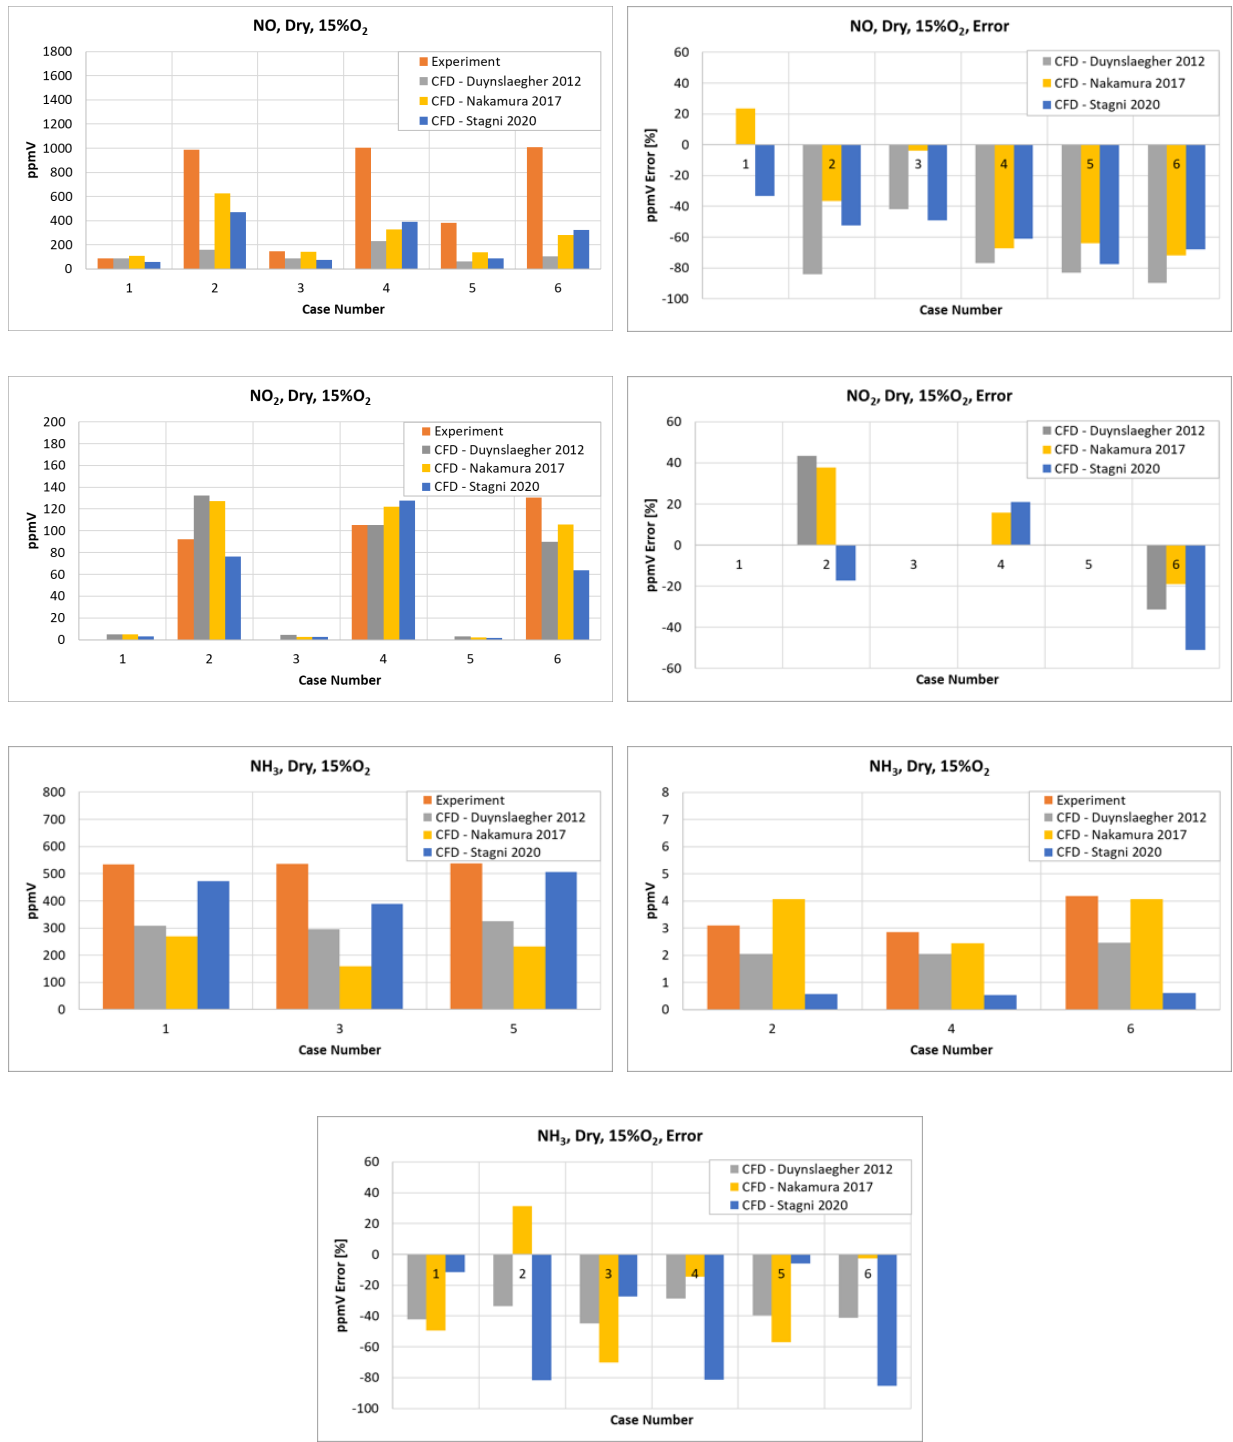 NO, Dry, 15%O₂
1800
1600
1400
1200
1000
800
600
400
200
0
ppmV
Experiment
CFD - Duynslaegher 2012
CFD - Nakamura 2017
CFD - Stagni 2020
1 2 3 4 5 6
Case Number
NO, Dry, 15%O₂, Error
60
40
20
0
-20
-40
-60
-80
-100
ppmV Error [%]
CFD - Duynslaegher 2012
CFD - Nakamura 2017
CFD - Stagni 2020
1 2 3 4 5 6
Case Number
NO₂, Dry, 15%O₂
200
180
160
140
120
100
80
60
40
20
0
ppmV
Experiment
CFD - Duynslaegher 2012
CFD - Nakamura 2017
CFD - Stagni 2020
1 2 3 4 5 6
Case Number
NO₂, Dry, 15%O₂, Error
60
40
20
0
-20
-40
-60
ppmV Error [%]
CFD - Duynslaegher 2012
CFD - Nakamura 2017
CFD - Stagni 2020
1 2 3 4 5 6
Case Number
NH₃, Dry, 15%O₂
800
700
600
500
400
300
200
100
0
ppmV
Experiment
CFD - Duynslaegher 2012
CFD - Nakamura 2017
CFD - Stagni 2020
1 3 5
Case Number
NH₃, Dry, 15%O₂
8
7
6
5
4
3
2
1
0
ppmV
Experiment
CFD - Duynslaegher 2012
CFD - Nakamura 2017
CFD - Stagni 2020
2 4 6
Case Number
NH₃, Dry, 15%O₂, Error
60
40
20
0
-20
-40
-60
-80
-100
ppmV Error [%]
CFD - Duynslaegher 2012
CFD - Nakamura 2017
CFD - Stagni 2020
1 2 3 4 5 6
Case Number